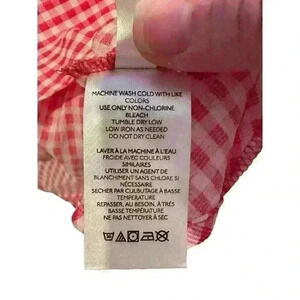 MACHINE WASH COLD WITH LIKE
COLORS
USE ONLY NON-CHLORINE
BLEACH
TUMBLE DRY LOW
LOW IRON AS NEEDED
DO NOT DRY CLEAN
LAVER À LA MACHINE À L'EAU
FROIDE AVEC COULEURS
SIMILAIRES
UTILISER UN AGENT DE
BLANCHIMENT SANS CHLORE SI
NÉCESSAIRE
SECHER PAR CULBUTAGE À BASSE
TEMPÉRATURE
REPASSER, AU BESOIN, À TRÈS
BASSE TEMPÉRATURE
NE PAS NETTOYER À SEC